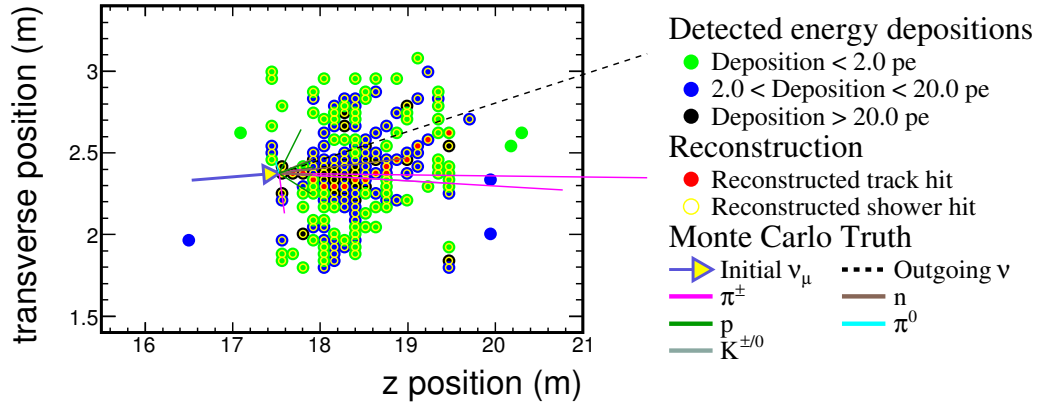 transverse position (m)
3
2.5
2
1.5
16 17 18 19 20 21
z position (m)
Detected energy depositions
Deposition < 2.0 pe
2.0 < Deposition < 20.0 pe
Deposition > 20.0 pe
Reconstruction
Reconstructed track hit
Reconstructed shower hit
Monte Carlo Truth
Initial νμ Outgoing ν
π± n
p π0
K±/0